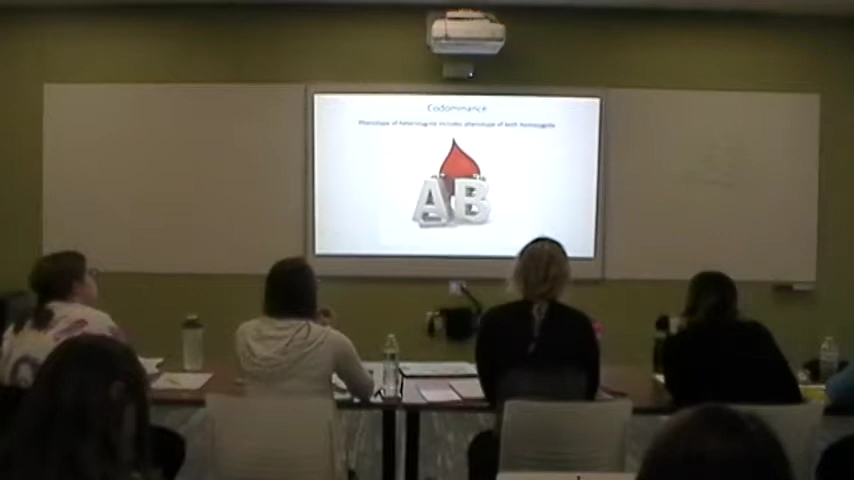 Codominance
Phenotype of heterozygote includes phenotype of both homozygote
AB